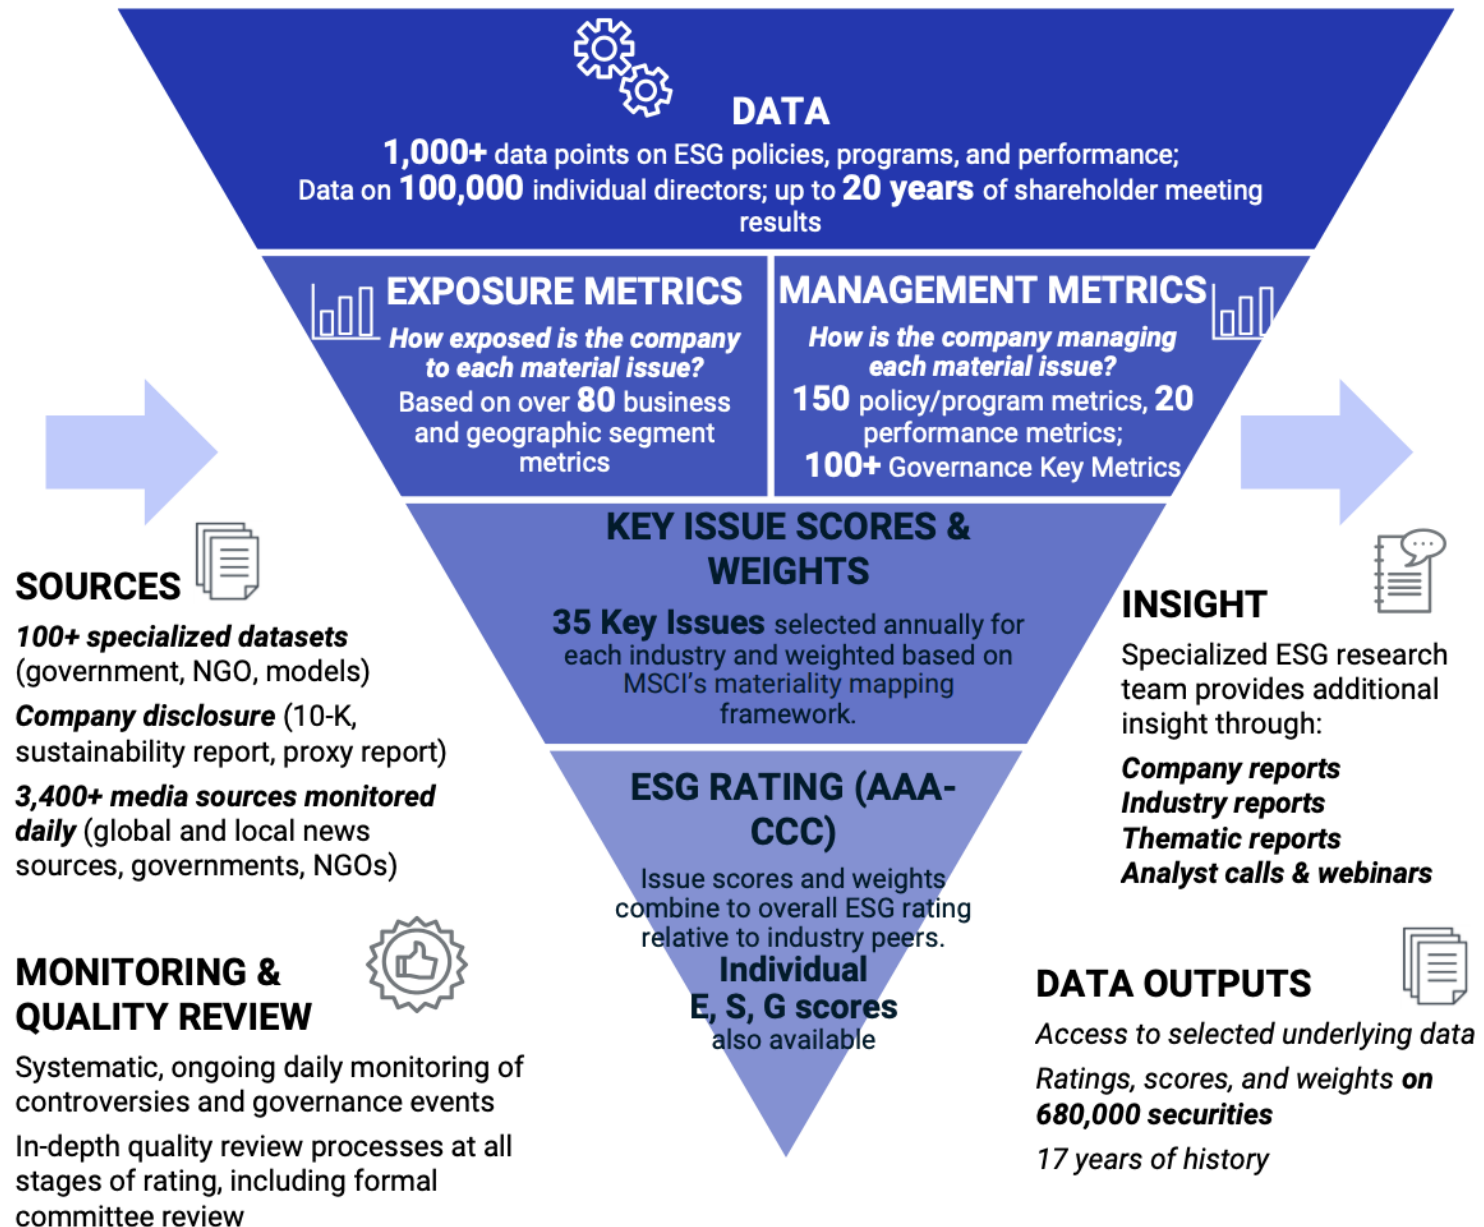 DATA
1,000+ data points on ESG policies, programs, and performance;
Data on 100,000 individual directors; up to 20 years of shareholder meeting
results
EXPOSURE METRICS
How exposed is the company
to each material issue?
Based on over 80 business
and geographic segment
metrics
MANAGEMENT METRICS
How is the company managing
each material issue?
150 policy/program metrics, 20
performance metrics;
100+ Governance Key Metrics
KEY ISSUE SCORES &
WEIGHTS
35 Key Issues selected annually for
each industry and weighted based on
MSCI's materiality mapping
framework.
ESG RATING (AAA-
CCC)
Issue scores and weights
combine to overall ESG rating
relative to industry peers.
Individual
E, S, G scores
also available
SOURCES
100+ specialized datasets
(government, NGO, models)
Company disclosure (10-K,
sustainability report, proxy report)
3,400+ media sources monitored
daily (global and local news
sources, governments, NGOs)
MONITORING &
QUALITY REVIEW
Systematic, ongoing daily monitoring of
controversies and governance events
In-depth quality review processes at all
stages of rating, including formal
committee review
INSIGHT
Specialized ESG research
team provides additional
insight through:
Company reports
Industry reports
Thematic reports
Analyst calls & webinars
DATA OUTPUTS
Access to selected underlying data
Ratings, scores, and weights on
680,000 securities
17 years of history